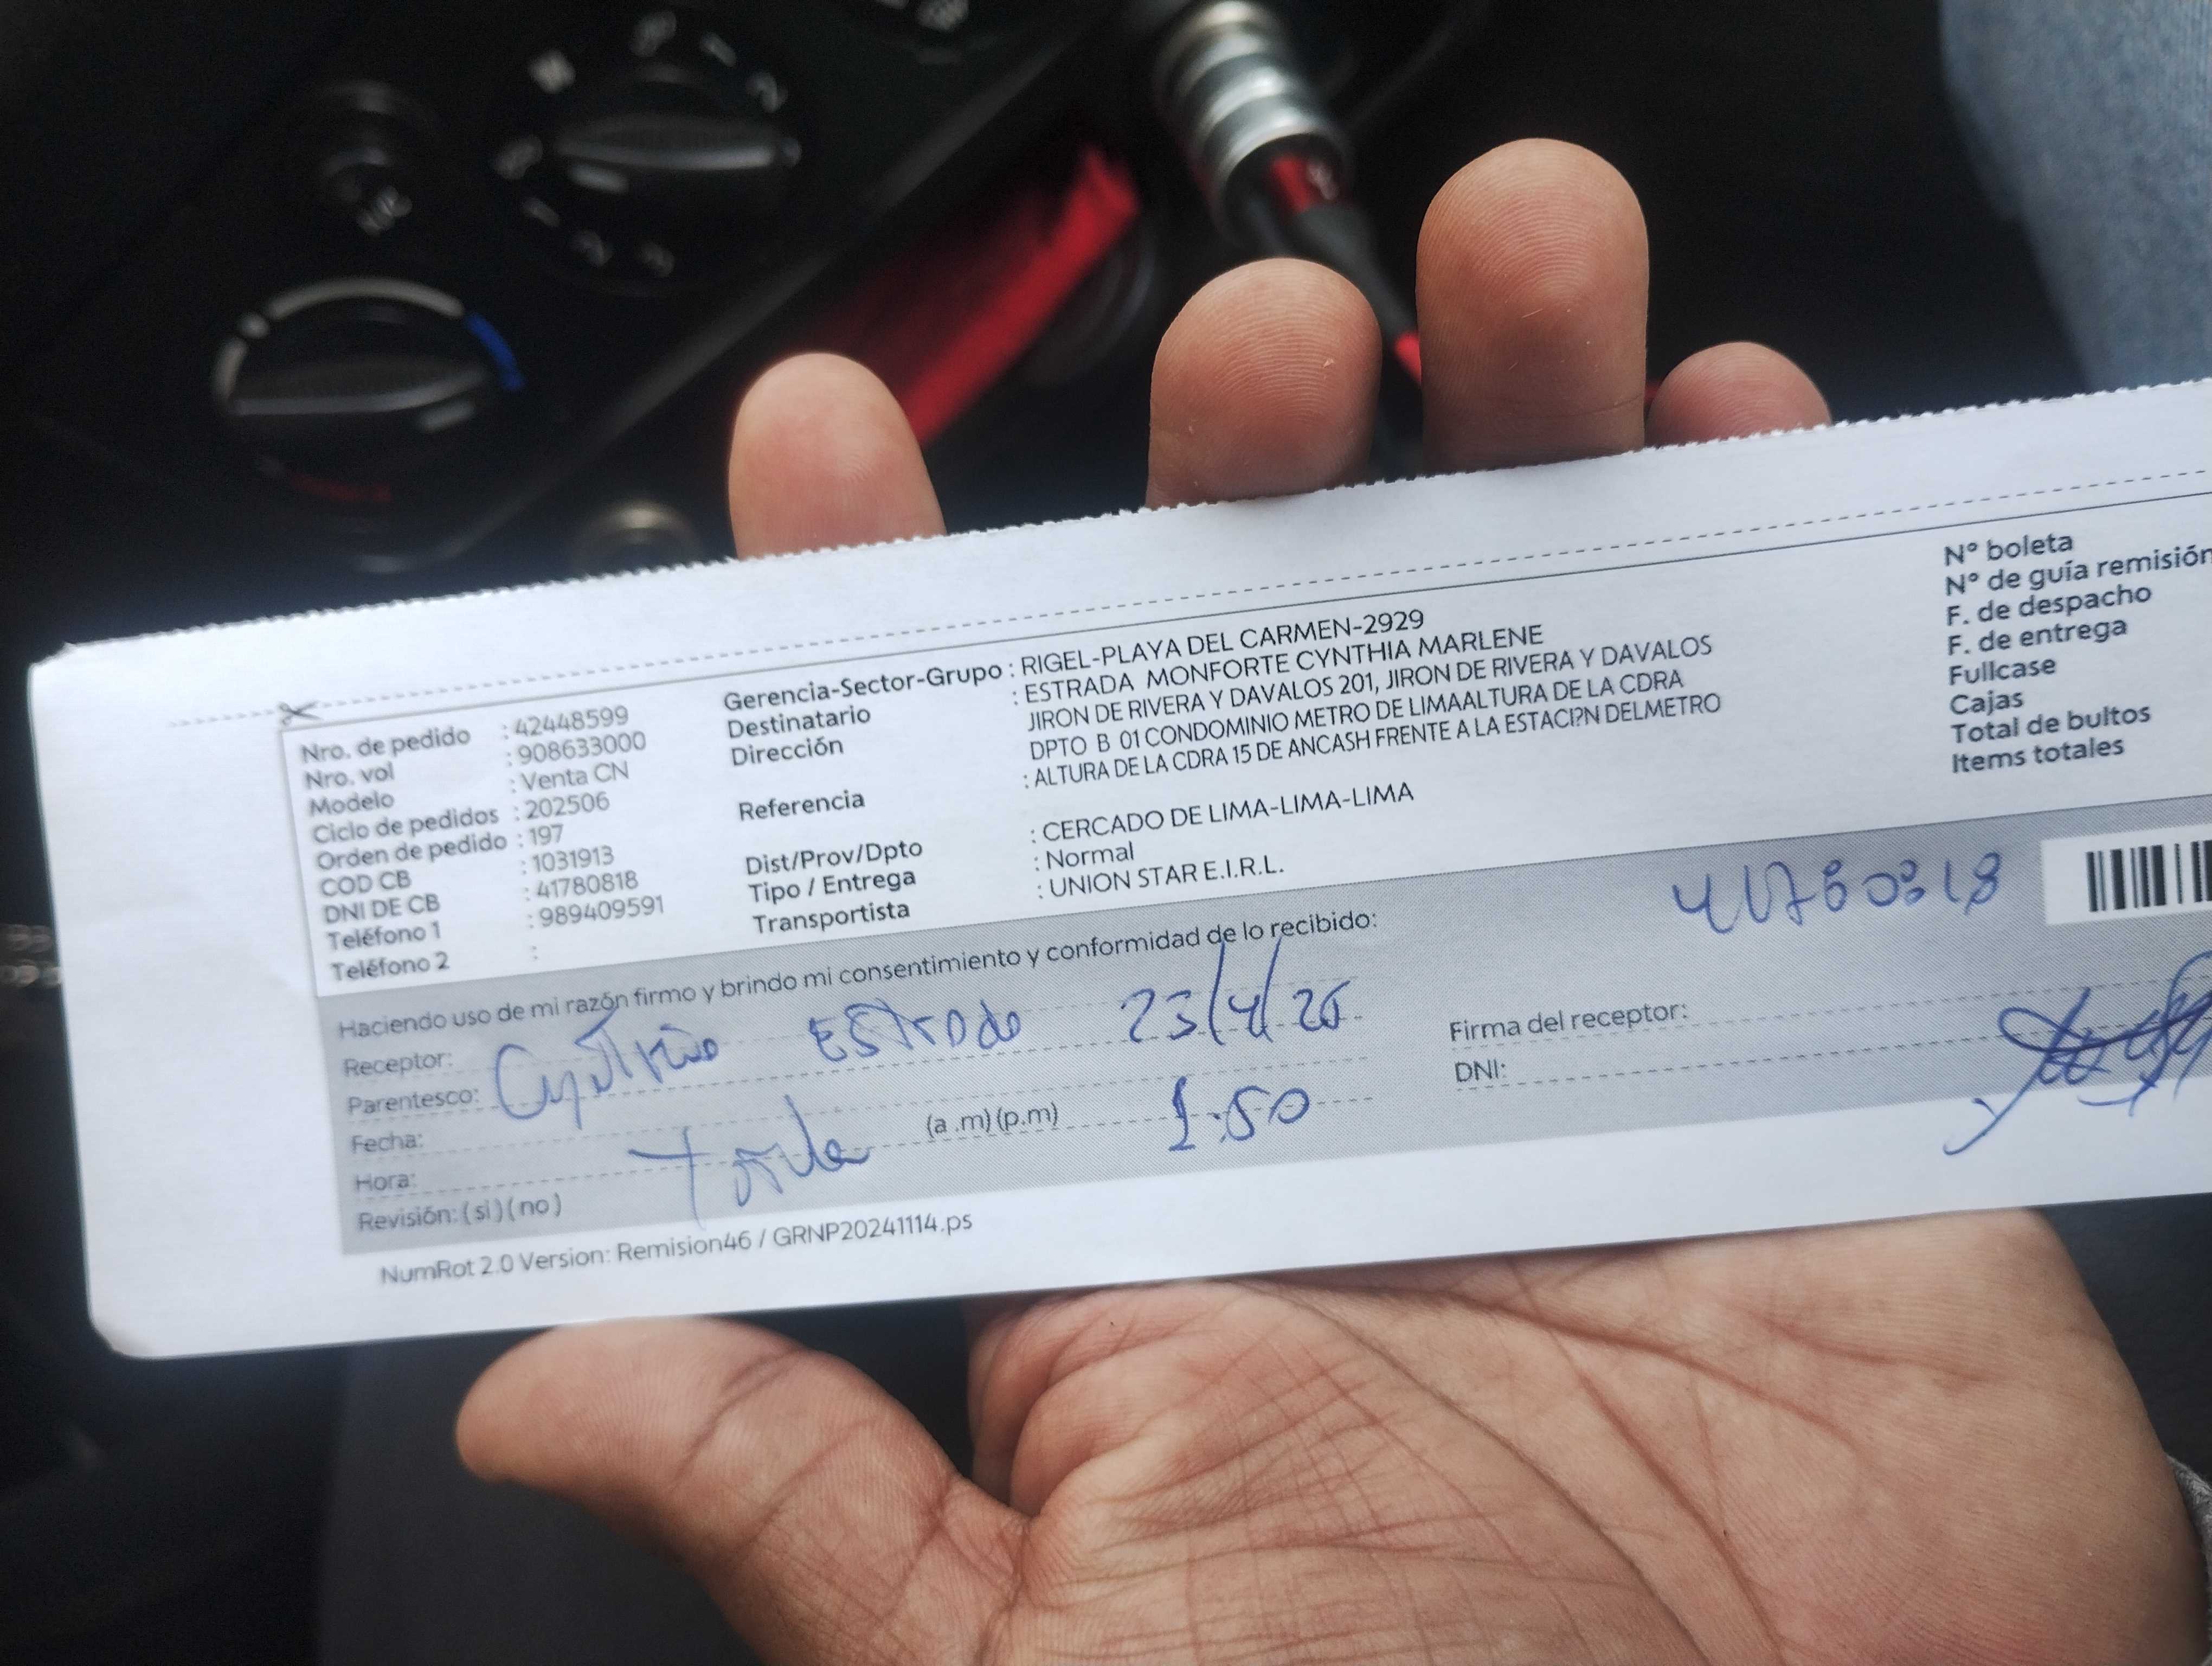 Nro. de pedido : 42448599
Nro. vol : 908633000
Modelo : Venta CN
Ciclo de pedidos : 202506
Orden de pedido : 197
COD CB : 1031913
DNI DE CB : 41780818
Teléfono 1 : 989409591
Teléfono 2 :
Gerencia-Sector-Grupo : RIGEL-PLAYA DEL CARMEN-2929
Destinatario : ESTRADA MONFORTE CYNTHIA MARLENE
Dirección JIRON DE RIVERA Y DAVALOS 201, JIRON DE RIVERA Y DAVALOS
DPTO B 01 CONDOMINIO METRO DE LIMAALTURA DE LA CDRA
Referencia : ALTURA DE LA CDRA 15 DE ANCASH FRENTE A LA ESTACI?N DELMETRO
Dist/Prov/Dpto : CERCADO DE LIMA-LIMA-LIMA
Tipo / Entrega : Normal
Transportista : UNION STAR E.I.R.L.
N° boleta
N° de guía remisión
F. de despacho
F. de entrega
Fullcase
Cajas
Total de bultos
Items totales
Haciendo uso de mi razón firmo y brindo mi consentimiento y conformidad de lo recibido:
41780818
Receptor:
Parentesco: Estrada
Fecha:
Hora: (a .m) (p.m) 1.50
Revisión: ( si ) ( no )
Firma del receptor:
DNI:
NumRot 2.0 Version: Remision46 / GRNP20241114.ps